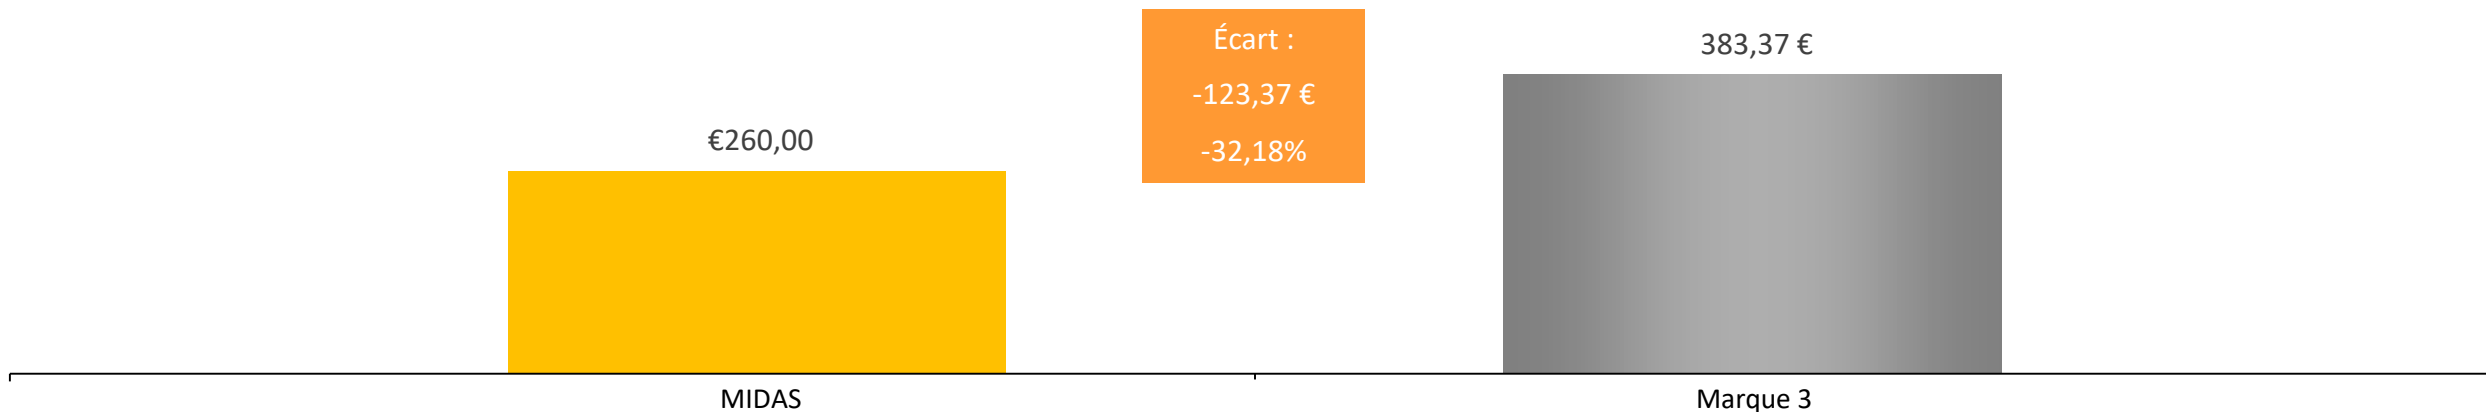 Écart :
-123,37 €
-32,18%
383,37 €
€260,00
MIDAS
Marque 3